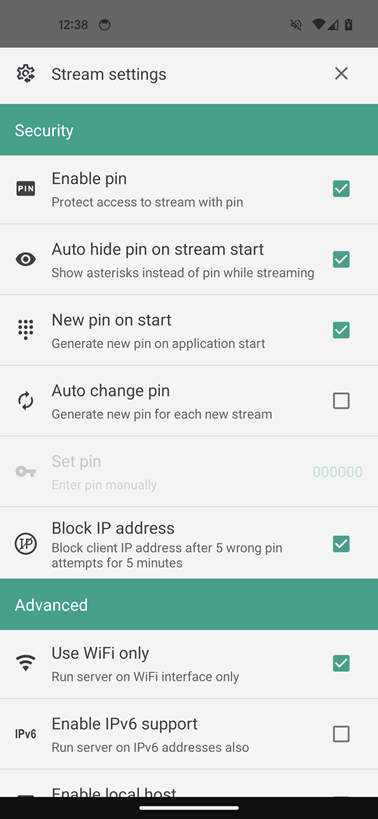 12:38
Stream settings
Security
PIN
Enable pin
Protect access to stream with pin
Auto hide pin on stream start
Show asterisks instead of pin while streaming
New pin on start
Generate new pin on application start
Auto change pin
Generate new pin for each new stream
Set pin
Enter pin manually
000000
IP
Block IP address
Block client IP address after 5 wrong pin
attempts for 5 minutes
Advanced
Use WiFi only
Run server on WiFi interface only
IPv6
Enable IPv6 support
Run server on IPv6 addresses also
Enable local host